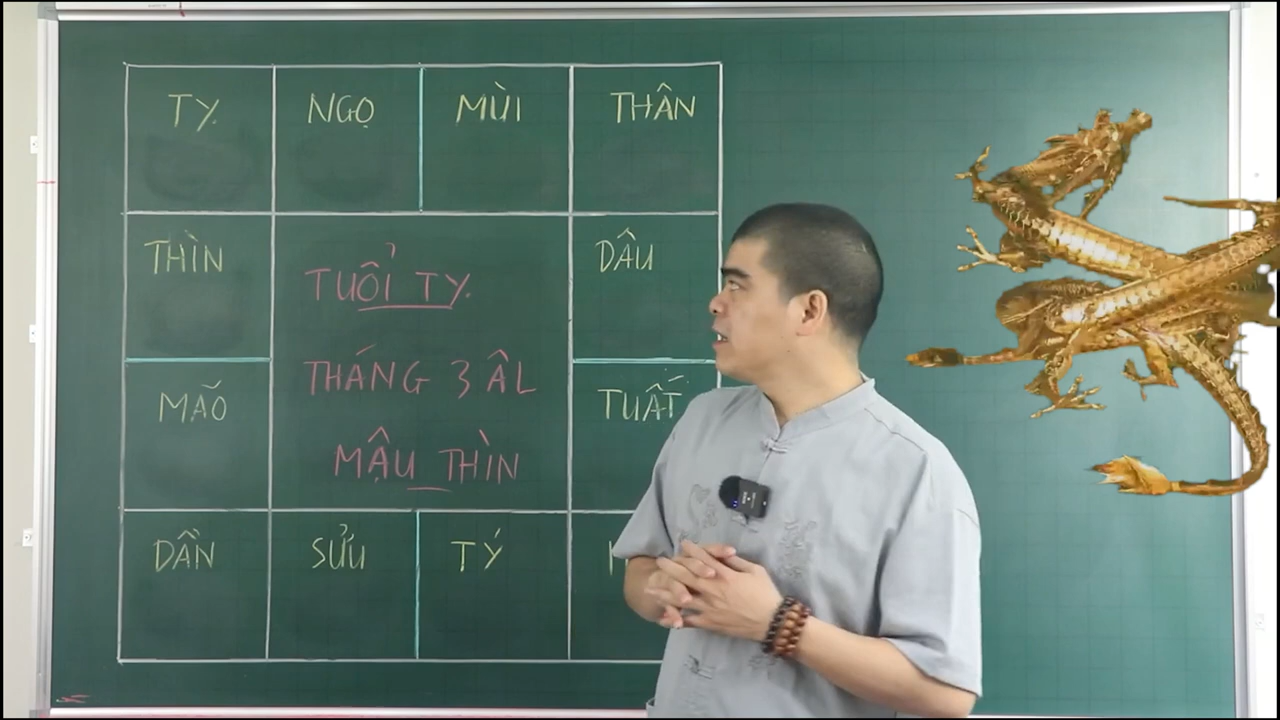 TỴ NGỌ MÙI THÂN
THÌN DẬU
TUỔI TỴ
THÁNG 3 ÂL
MÃO TUẤT
MẬU THÌN
DẦN SỬU TÝ